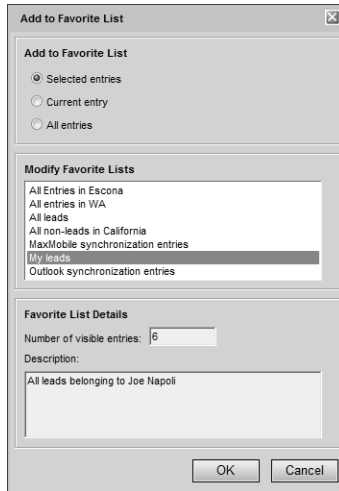 Add to Favorite List
Add to Favorite List
Selected entries
Current entry
All entries
Modify Favorite Lists
All Entries in Escona
All entries in WA
All leads
All non-leads in California
MaxMobile synchronization entries
My leads
Outlook synchronization entries
Favorite List Details
Number of visible entries: 6
Description:
All leads belonging to Joe Napoli
OK Cancel